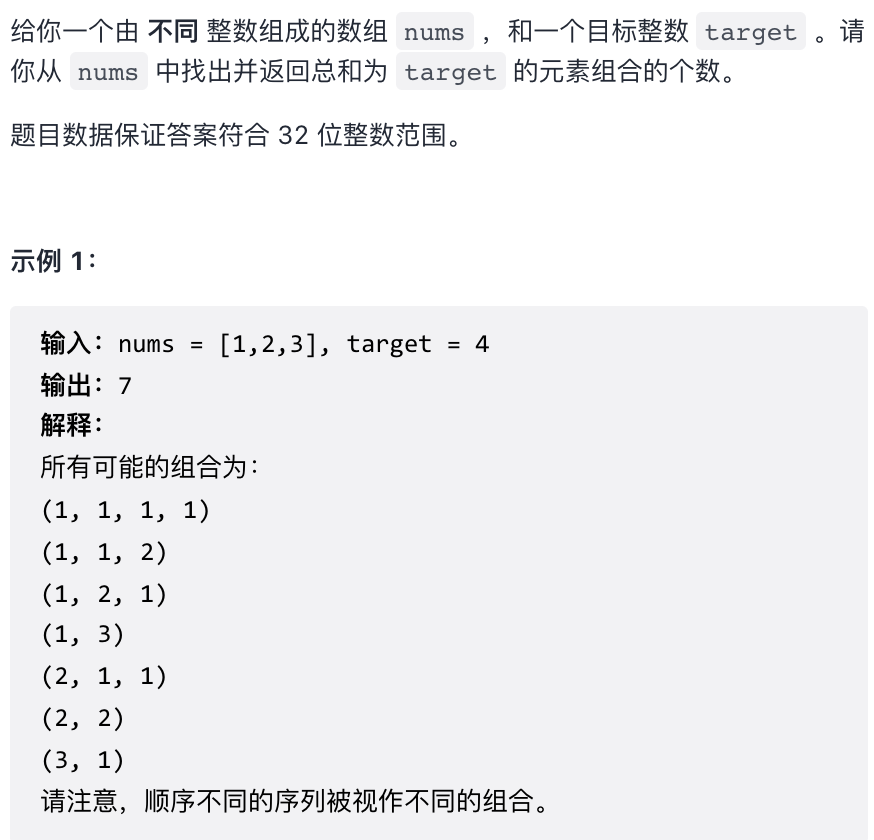 给你一个由 不同 整数组成的数组 nums ，和一个目标整数 target 。请
你从 nums 中找出并返回总和为 target 的元素组合的个数。
题目数据保证答案符合 32 位整数范围。
示例 1：
输入：nums = [1,2,3], target = 4
输出：7
解释：
所有可能的组合为：
(1, 1, 1, 1)
(1, 1, 2)
(1, 2, 1)
(1, 3)
(2, 1, 1)
(2, 2)
(3, 1)
请注意，顺序不同的序列被视作不同的组合。